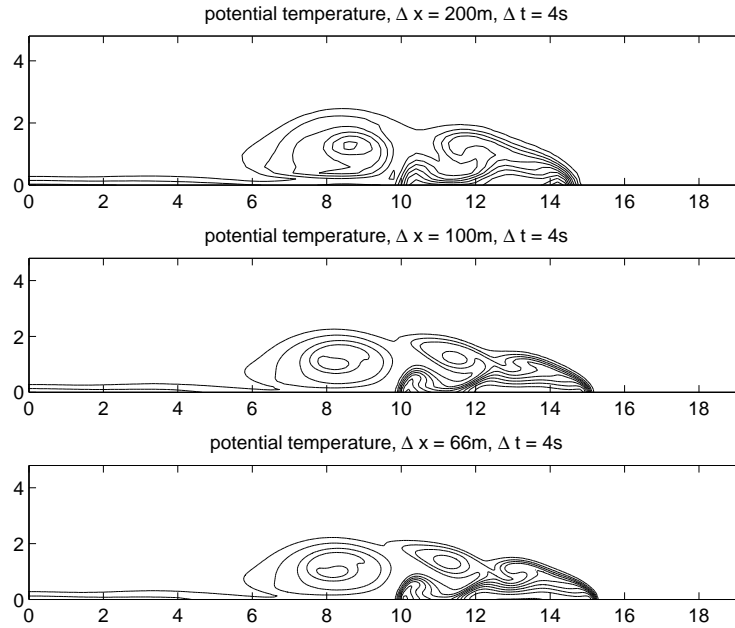 potential temperature, Δ x = 200m, Δ t = 4s
4
2
0
0 2 4 6 8 10 12 14 16 18
potential temperature, Δ x = 100m, Δ t = 4s
4
2
0
0 2 4 6 8 10 12 14 16 18
potential temperature, Δ x = 66m, Δ t = 4s
4
2
0
0 2 4 6 8 10 12 14 16 18